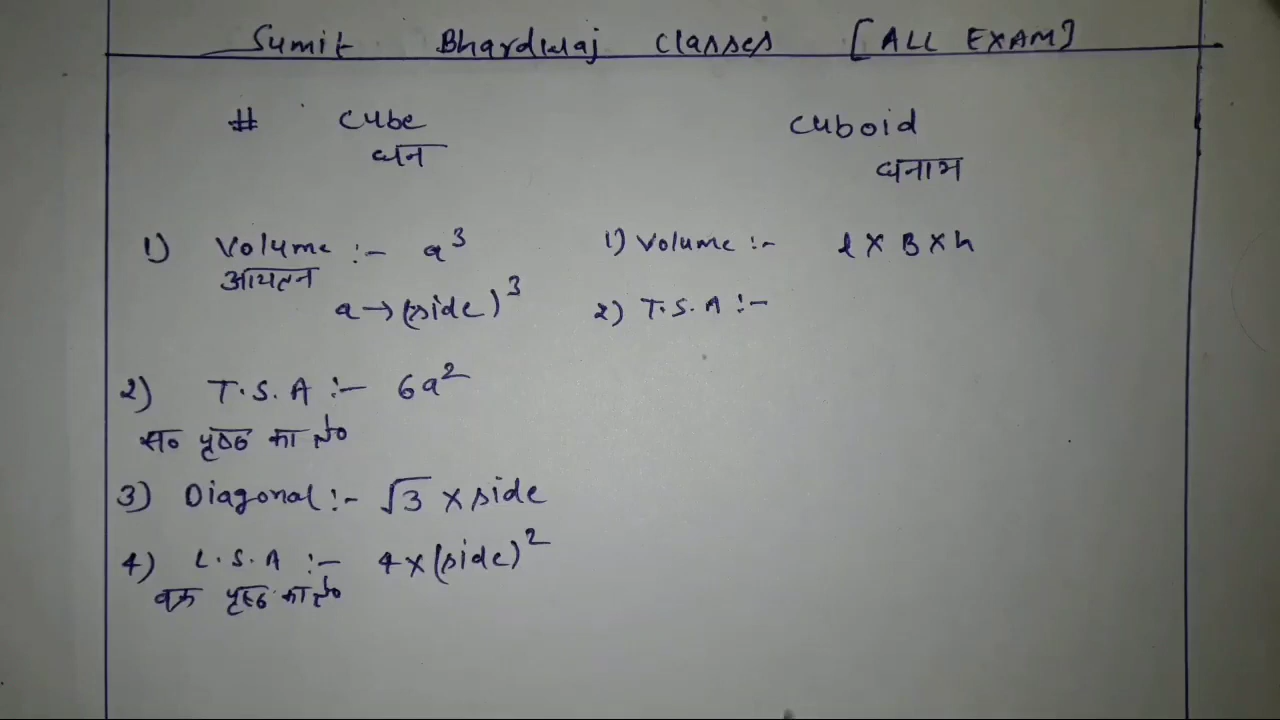 Sumit Bhardwaj Classes [ALL EXAM]
# Cube
घन
1) Volume :- a³
आयतन
a → (side)³
2) T.S.A :- 6a²
स० पृष्ठ का क्षे०
3) Diagonal :- √3 × side
4) L.S.A :- 4×(side)²
वक्र पृष्ठ का क्षे०
Cuboid
घनाभ
1) Volume :- l × B × h
2) T.S.A :-